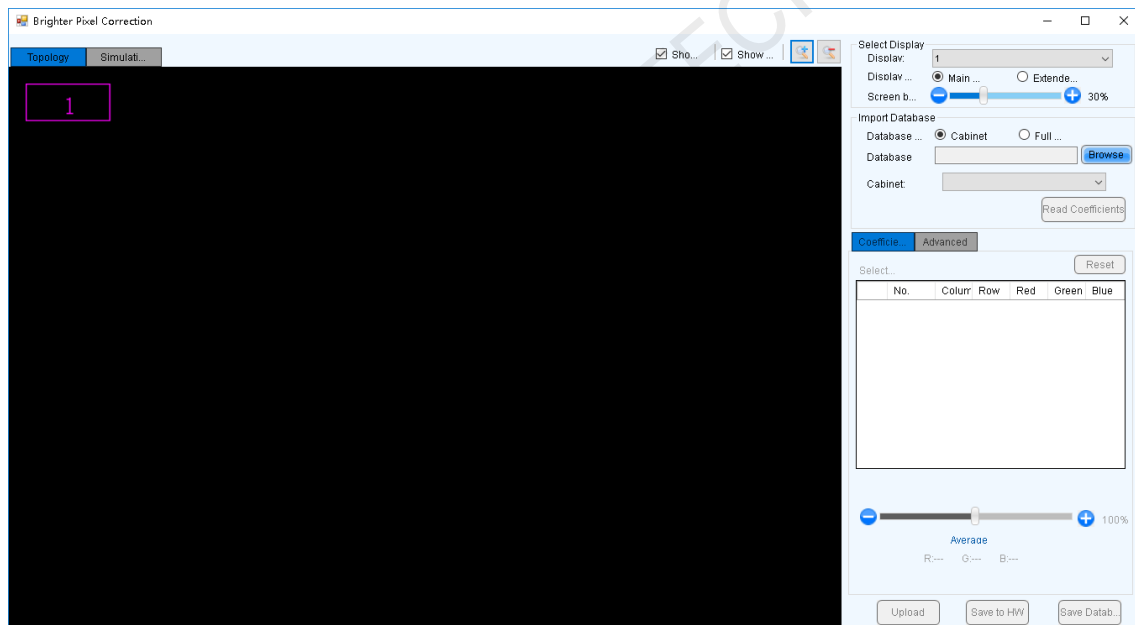 Brighter Pixel Correction
Topology Simulati... Sho... Show ...
1
Select Display
Display: 1
Display ... Main ... Extende...
Screen b... 30%
Import Database
Database ... Cabinet Full ...
Database Browse
Cabinet:
Read Coefficients
Coefficie... Advanced
Select... Reset
No. Colum Row Red Green Blue
100%
Average
R:--- G:--- B:---
Upload Save to HW Save Datab...